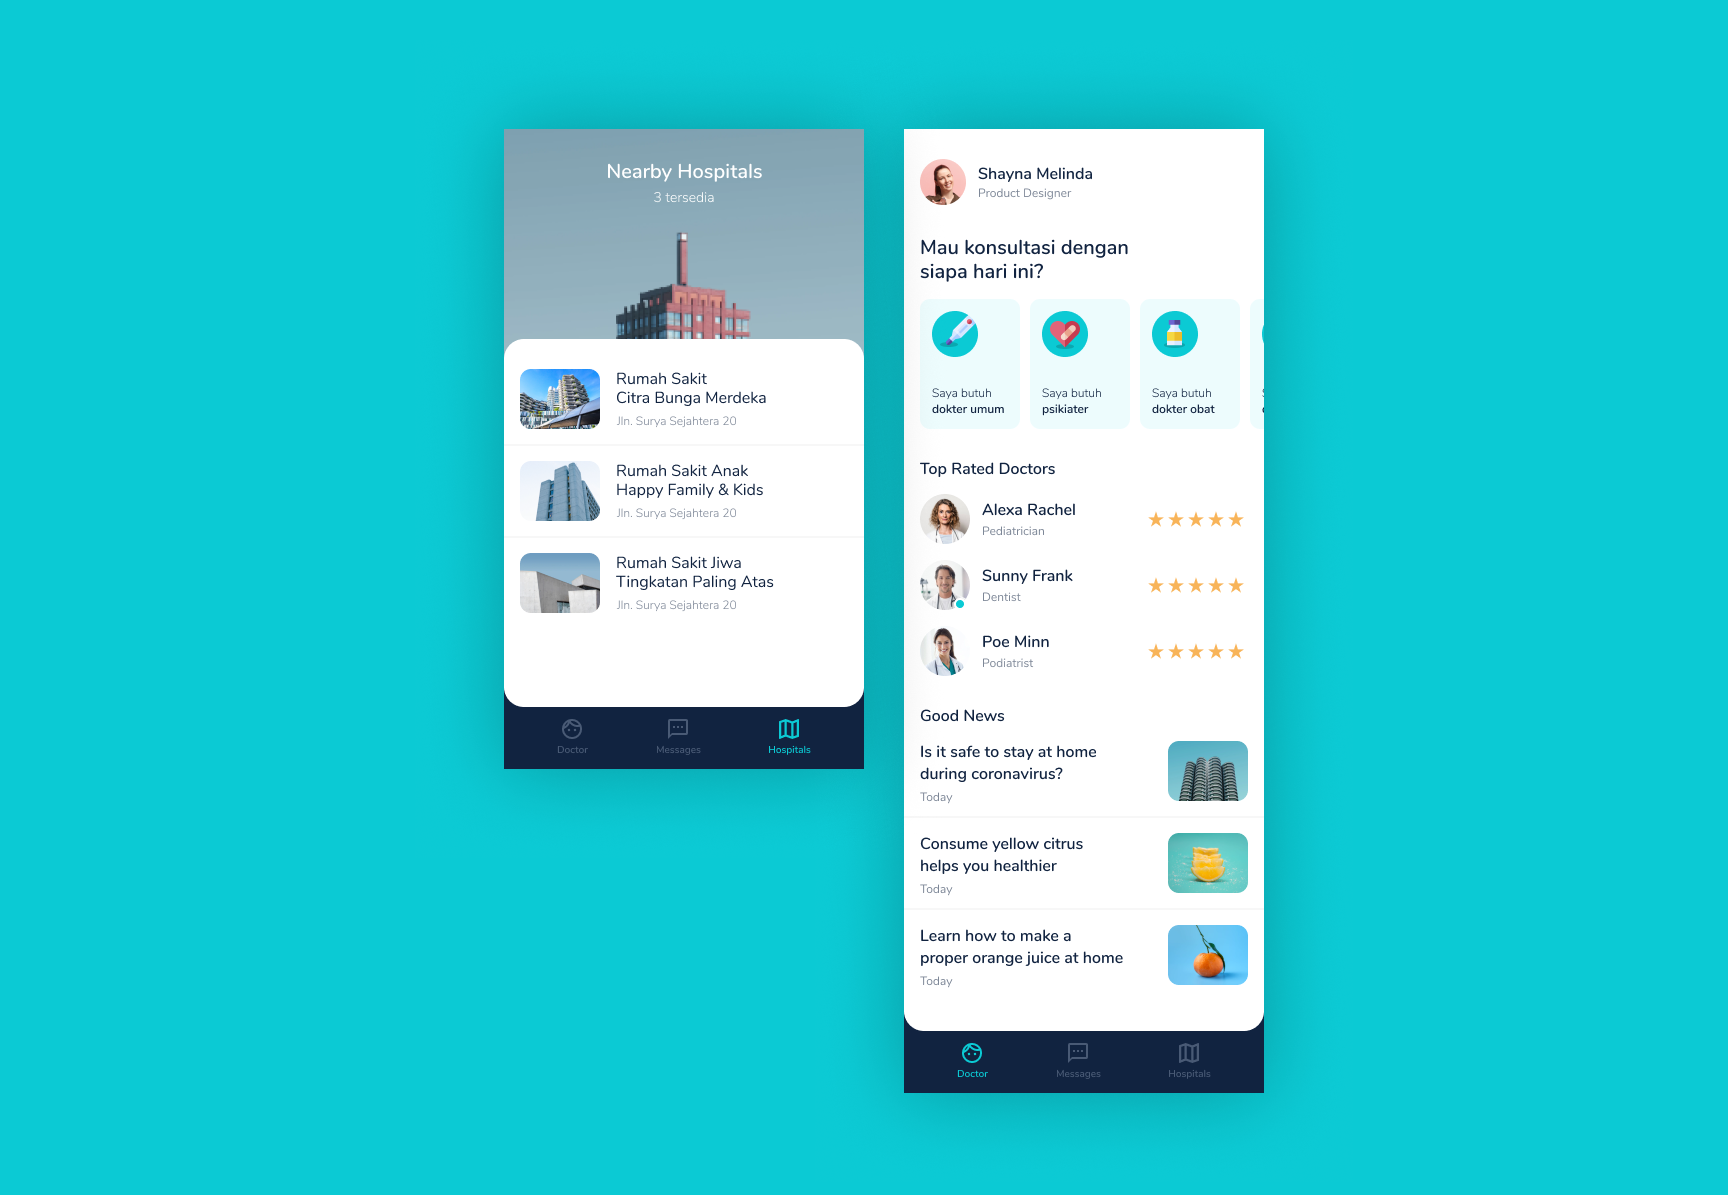 Nearby Hospitals
3 tersedia
Rumah Sakit
Citra Bunga Merdeka
Jln. Surya Sejahtera 20
Rumah Sakit Anak
Happy Family & Kids
Jln. Surya Sejahtera 20
Rumah Sakit Jiwa
Tingkatan Paling Atas
Jln. Surya Sejahtera 20
Doctor
Messages
Hospitals
Shayna Melinda
Product Designer
Mau konsultasi dengan
siapa hari ini?
Saya butuh
dokter umum
Saya butuh
psikiater
Saya butuh
dokter obat
Top Rated Doctors
Alexa Rachel
Pediatrician
Sunny Frank
Dentist
Poe Minn
Podiatrist
Good News
Is it safe to stay at home
during coronavirus?
Today
Consume yellow citrus
helps you healthier
Today
Learn how to make a
proper orange juice at home
Today
Doctor
Messages
Hospitals